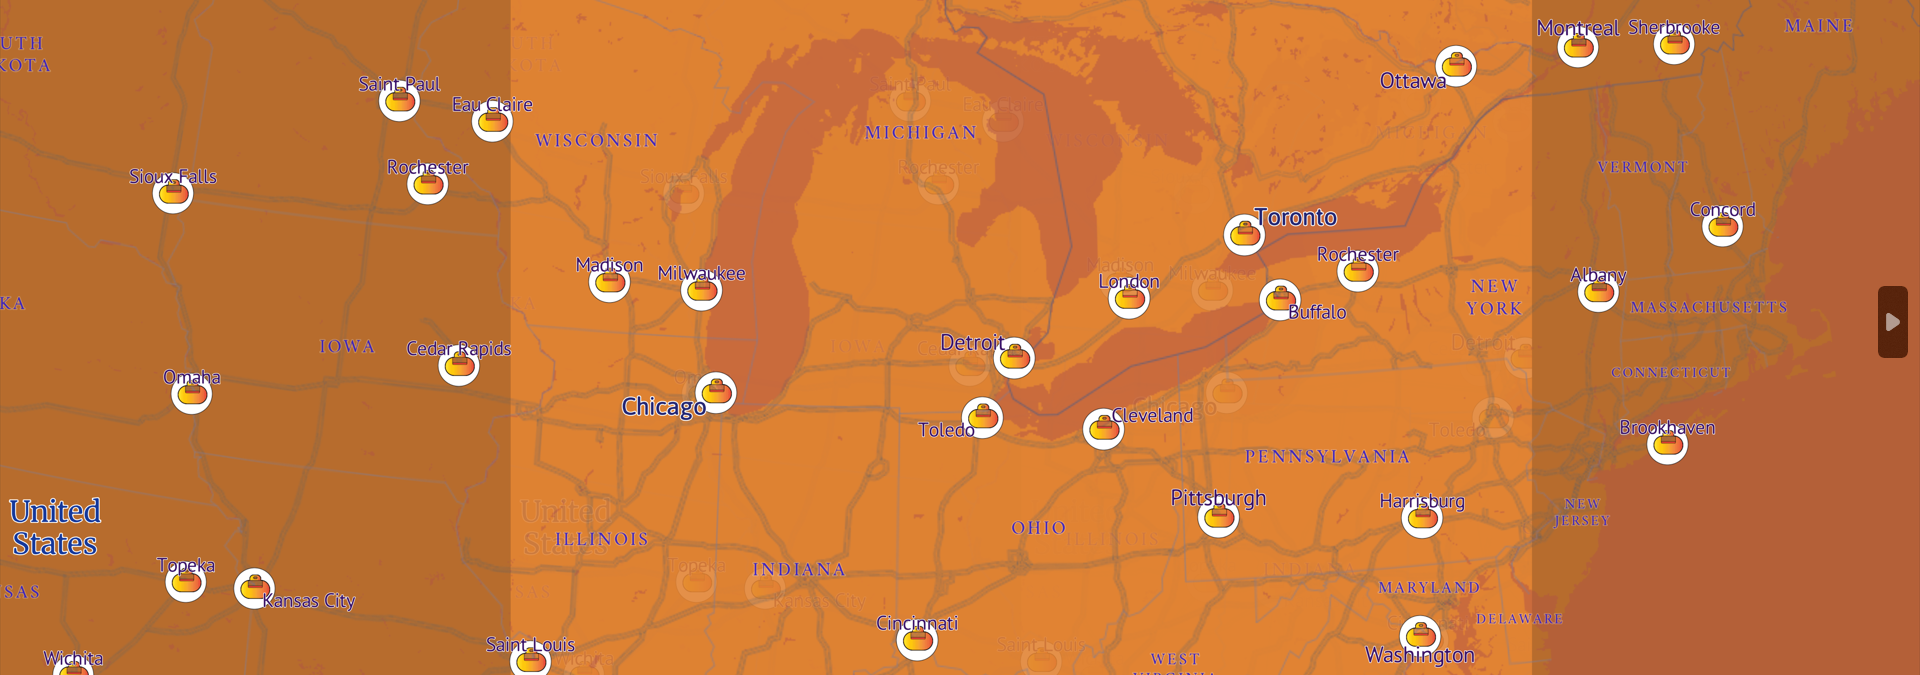 Montreal
Sherbrooke
MAINE
UTH
KOTA
Saint Paul
Ottawa
Eau Claire
WISCONSIN
MICHIGAN
Rochester
VERMONT
Sioux Falls
Concord
Toronto
Rochester
Madison
Milwaukee
London
Albany
NEW
YORK
KA
MASSACHUSETTS
Buffalo
IOWA
Cedar Rapids
Detroit
Omaha
CONNECTICUT
Chicago
Cleveland
Toledo
Brookhaven
PENNSYLVANIA
Pittsburgh
Harrisburg
United
States
NEW
JERSEY
OHIO
ILLINOIS
Topeka
INDIANA
SAS
Kansas City
MARYLAND
DELAWARE
Cincinnati
Saint Louis
Washington
Wichita
WEST